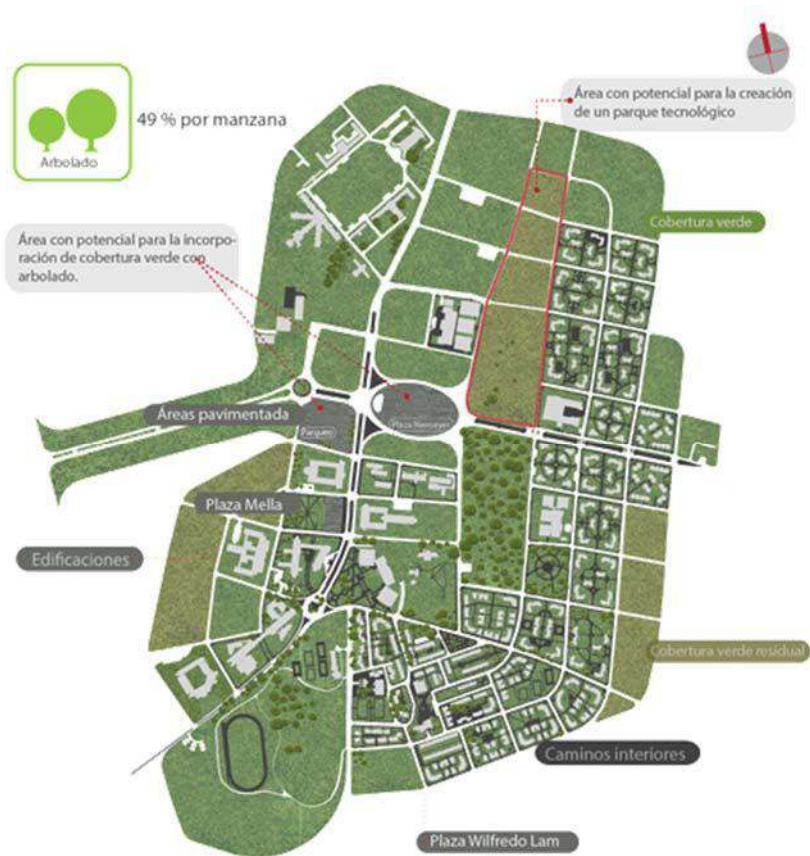 Área con potencial para la creación
de un parque tecnológico
49 % por manzana
Arbolado
Cobertura verde
Área con potencial para la incorpo-
ración de cobertura verde con
arbolado.
Áreas pavimentada
Plaza Niemeyer
Parqueo
Plaza Mella
Edificaciones
Cobertura verde residual
Caminos interiores
Plaza Wilfredo Lam